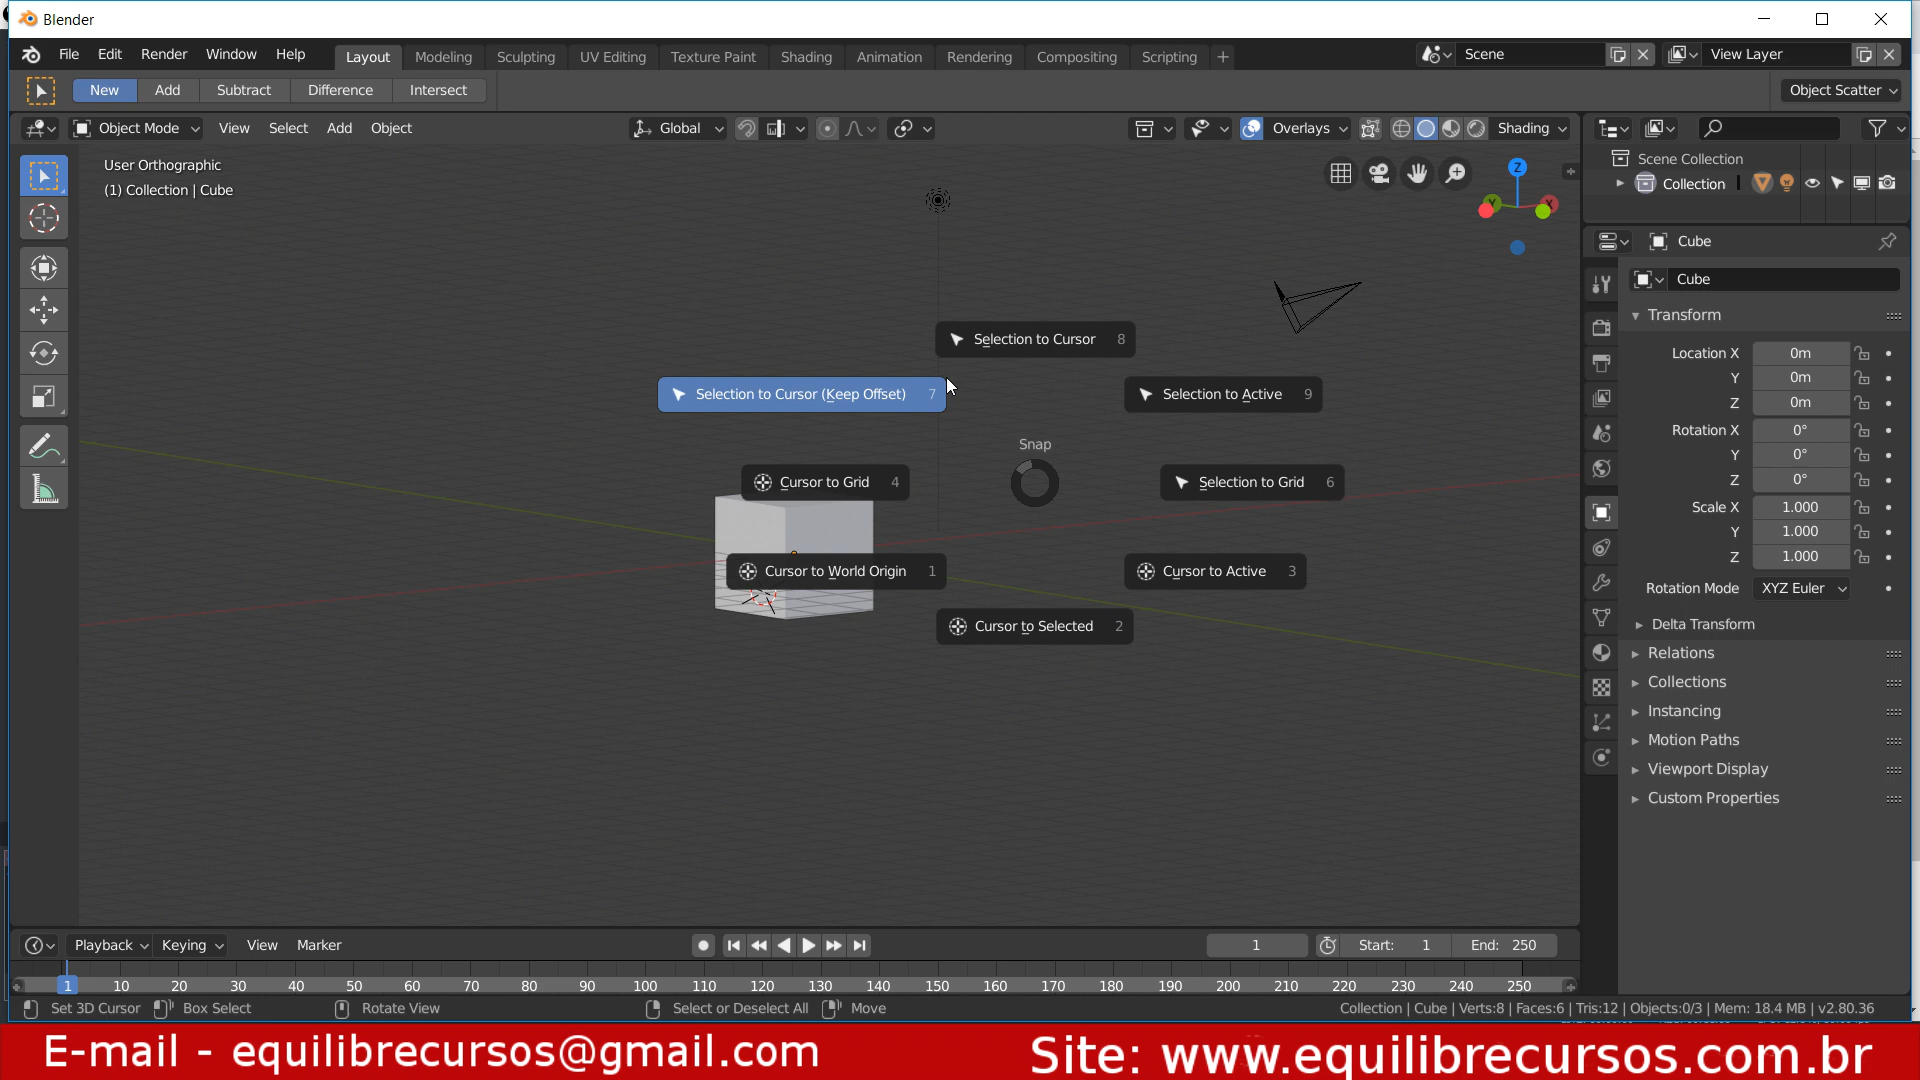 Blender
File Edit Render Window Help Layout Modeling Sculpting UV Editing Texture Paint Shading Animation Rendering Compositing Scripting + Scene View Layer
New Add Subtract Difference Intersect Object Scatter
Object Mode View Select Add Object Global Overlays Shading
User Orthographic
(1) Collection | Cube
Z
Y
X
Scene Collection
Collection
Cube
Cube
Transform
Location X 0m
Y 0m
Z 0m
Rotation X 0°
Y 0°
Z 0°
Scale X 1.000
Y 1.000
Z 1.000
Rotation Mode XYZ Euler
Delta Transform
Relations
Collections
Instancing
Motion Paths
Viewport Display
Custom Properties
Selection to Cursor 8
Selection to Cursor (Keep Offset) 7
Selection to Active 9
Snap
Cursor to Grid 4
Selection to Grid 6
Cursor to World Origin 1
Cursor to Active 3
Cursor to Selected 2
Playback Keying View Marker 1 Start: 1 End: 250
1 10 20 30 40 50 60 70 80 90 100 110 120 130 140 150 160 170 180 190 200 210 220 230 240 250
Set 3D Cursor Box Select Rotate View Select or Deselect All Move Collection | Cube | Verts:8 | Faces:6 | Tris:12 | Objects:0/3 | Mem: 18.4 MB | v2.80.36
E-mail - equilibrecursos@gmail.com
Site: www.equilibrecursos.com.br